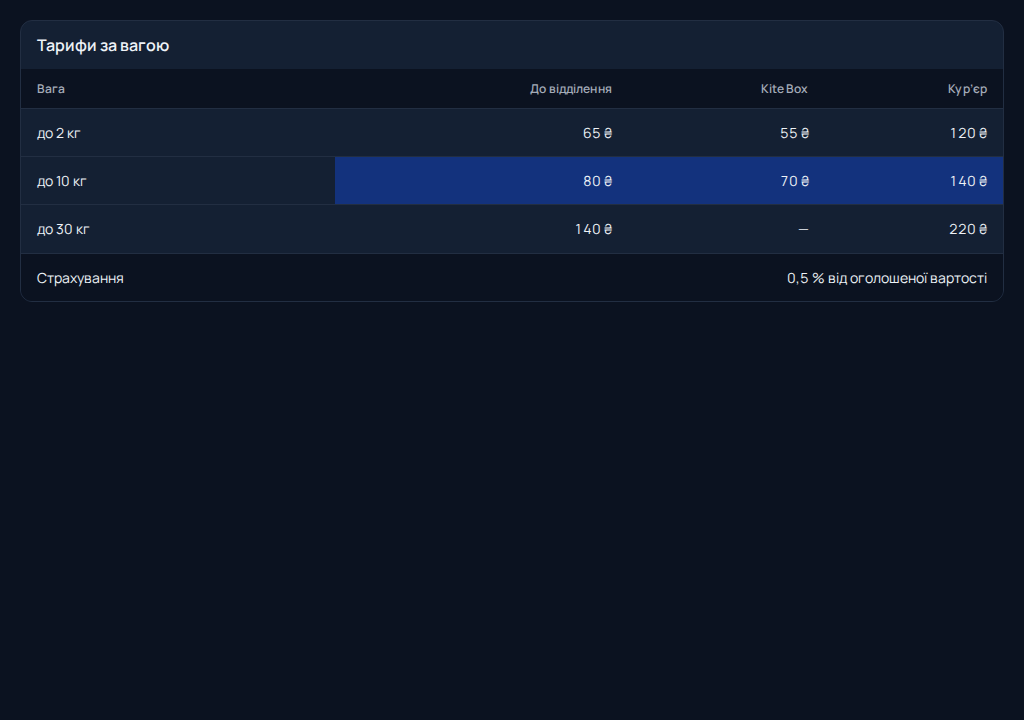 Тарифи за вагою
Вага До відділення Kite Box Кур'єр
до 2 кг 65 ₴ 55 ₴ 120 ₴
до 10 кг 80 ₴ 70 ₴ 140 ₴
до 30 кг 140 ₴ — 220 ₴
Страхування 0,5 % від оголошеної вартості